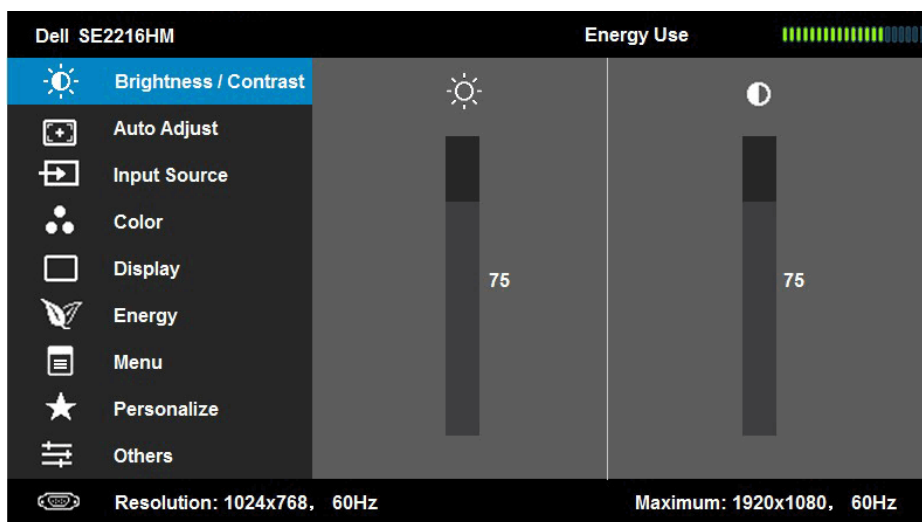 Dell SE2216HM Energy Use
Brightness / Contrast
Auto Adjust
Input Source
Color
Display
75 75
Energy
Menu
Personalize
Others
Resolution: 1024x768, 60Hz Maximum: 1920x1080, 60Hz